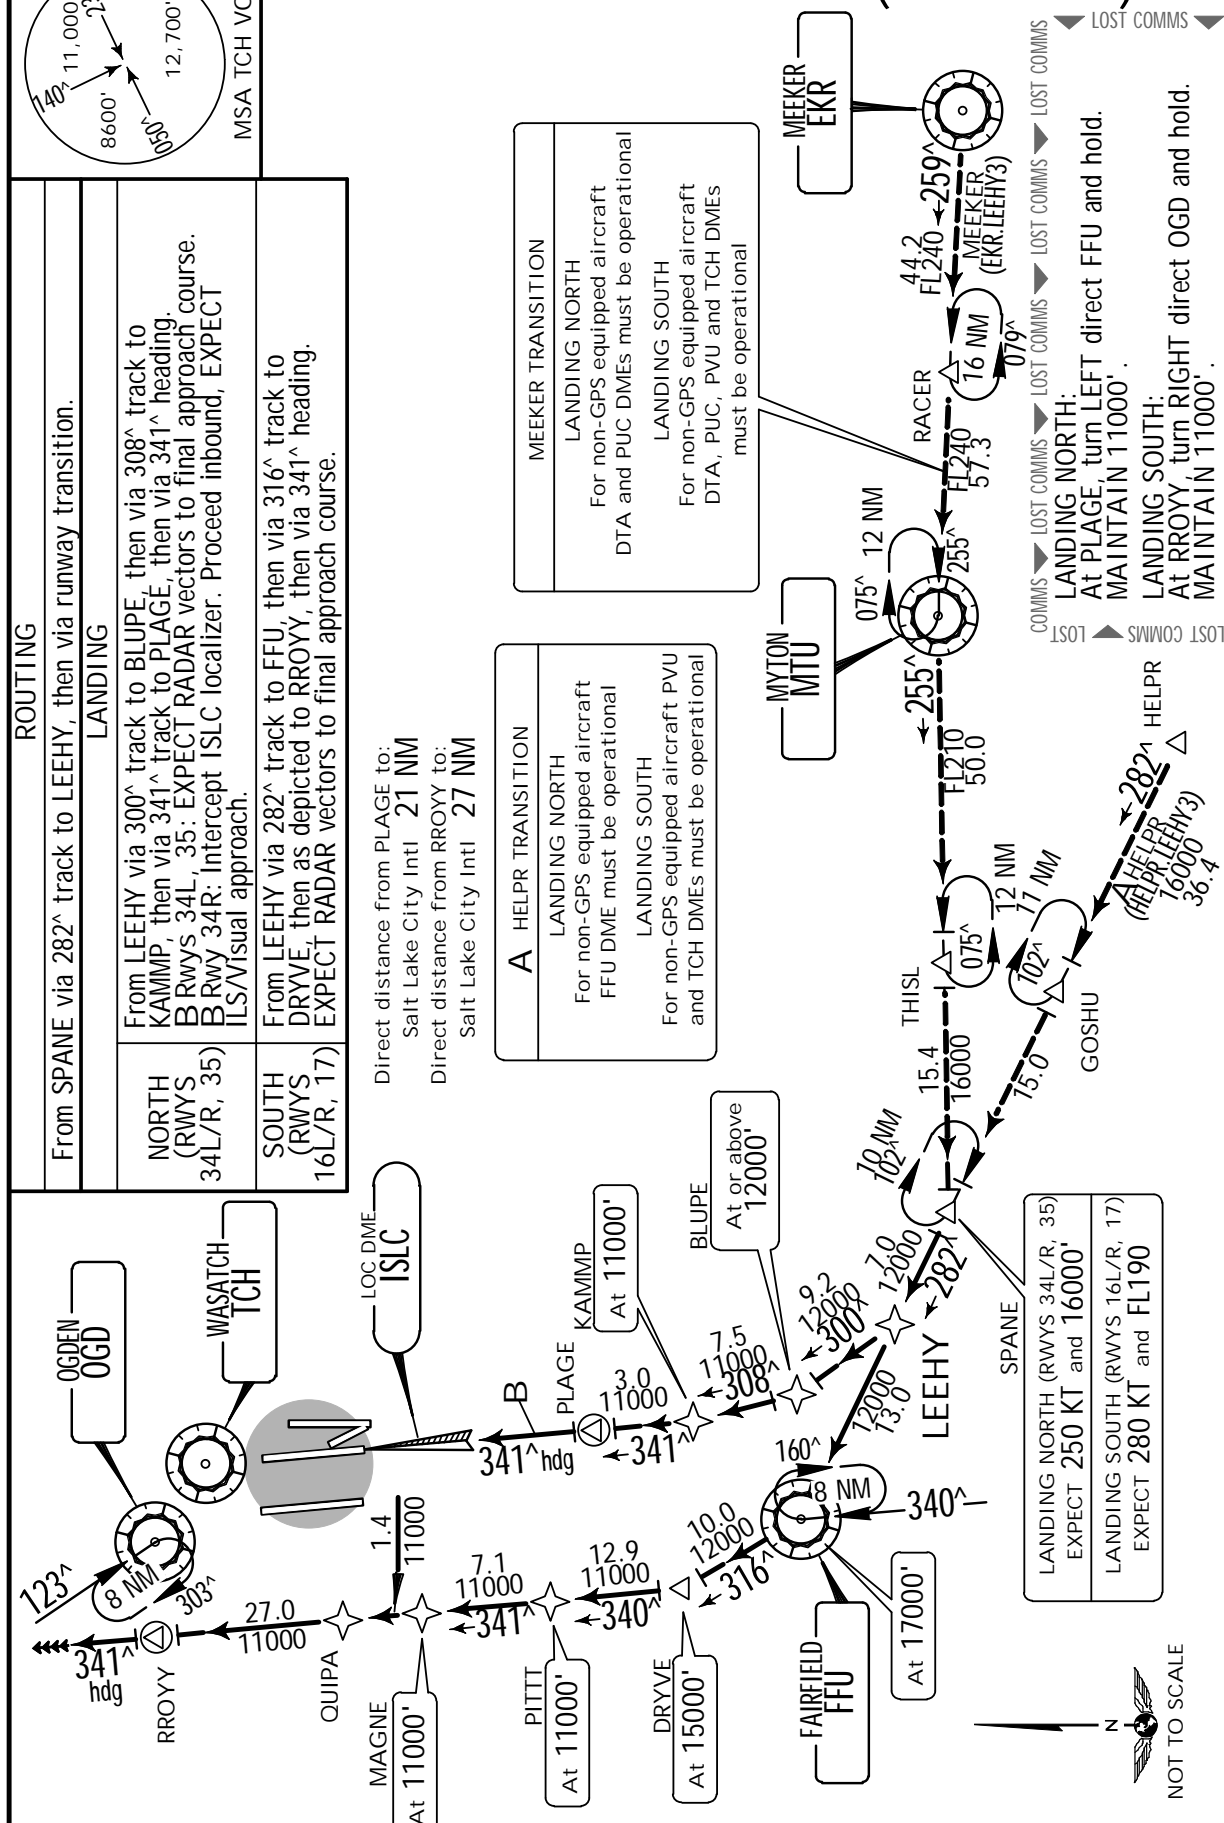 ROUTING
From SPANE via 282^ track to LEEHY, then via runway transition.
LANDING
NORTH
(RWYS
34L/R, 35)
From LEEHY via 300^ track to BLUPE, then via 308^ track to
KAMMP, then via 341^ track to PLAGE, then via 341^ heading.
B Rwys 34L, 35: EXPECT RADAR vectors to final approach course.
B Rwy 34R: Intercept ISLC localizer. Proceed inbound, EXPECT
ILS/Visual approach.
SOUTH
(RWYS
16L/R, 17)
From LEEHY via 282^ track to FFU, then via 316^ track to
DRYVE, then as depicted to RROYY, then via 341^ heading.
EXPECT RADAR vectors to final approach course.
140^
11,000
8600'
12,700'
050^
MSA TCH VO
Direct distance from PLAGE to:
Salt Lake City Intl 21 NM
Direct distance from RROYY to:
Salt Lake City Intl 27 NM
A HELPR TRANSITION
LANDING NORTH
For non-GPS equipped aircraft
FFU DME must be operational
LANDING SOUTH
For non-GPS equipped aircraft PVU
and TCH DMEs must be operational
MEEKER TRANSITION
LANDING NORTH
For non-GPS equipped aircraft
DTA and PUC DMEs must be operational
LANDING SOUTH
For non-GPS equipped aircraft
DTA, PUC, PVU and TCH DMEs
must be operational
OGDEN
OGD
WASATCH
TCH
LOC DME
ISLC
123^
8 NM
303^
341^
hdg
RROYY
27.0
11000
QUIPA
1.4
11000
MAGNE
At 11000'
7.1
11000
341^
PITTT
At 11000'
12.9
11000
340^
DRYVE
At 15000'
10.0
12000
316^
FAIRFIELD
FFU
At 17000'
160^
8 NM
340^
341^ hdg
B
PLAGE
3.0
11000
341^
KAMMP
At 11000'
7.5
11000
308^
BLUPE
At or above
12000'
9.2
12000
300^
12000
13.0
LEEHY
7.0
12000
282^
10 NM
102^
SPANE
LANDING NORTH (RWYS 34L/R, 35)
EXPECT 250 KT and 16000'
LANDING SOUTH (RWYS 16L/R, 17)
EXPECT 280 KT and FL190
15.4
16000
THISL
075^
12 NM
15.0
GOSHU
102^
11 NM
282^
A HELPR
(HELPR.LEEHY3)
16000
36.4
HELPR
255^
FL210
50.0
MYTON
MTU
075^
12 NM
255^
FL240
57.3
RACER
16 NM
079^
44.2
FL240
259^
MEEKER
(EKR.LEEHY3)
MEEKER
EKR
COMMS LOST COMMS LOST COMMS LOST COMMS LOST COMMS LOST COMMS
LOST COMMS
LOST COMMS LOST
LANDING NORTH:
At PLAGE, turn LEFT direct FFU and hold.
MAINTAIN 11000'.
LANDING SOUTH:
At RROYY, turn RIGHT direct OGD and hold.
MAINTAIN 11000'.
N
NOT TO SCALE